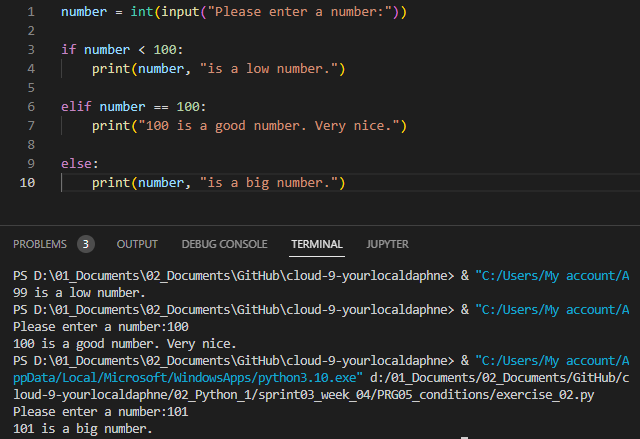 1 number = int(input("Please enter a number:"))
2
3 if number < 100:
4 print(number, "is a low number.")
5
6 elif number == 100:
7 print("100 is a good number. Very nice.")
8
9 else:
10 print(number, "is a big number.")
PROBLEMS 3 OUTPUT DEBUG CONSOLE TERMINAL JUPYTER
PS D:\01_Documents\02_Documents\GitHub\cloud-9-yourlocaldaphne> & "C:/Users/My account/A
99 is a low number.
PS D:\01_Documents\02_Documents\GitHub\cloud-9-yourlocaldaphne> & "C:/Users/My account/A
Please enter a number:100
100 is a good number. Very nice.
PS D:\01_Documents\02_Documents\GitHub\cloud-9-yourlocaldaphne> & "C:/Users/My account/A
ppData/Local/Microsoft/WindowsApps/python3.10.exe" d:/01_Documents/02_Documents/GitHub/c
loud-9-yourlocaldaphne/02_Python_1/sprint03_week_04/PRG05_conditions/exercise_02.py
Please enter a number:101
101 is a big number.